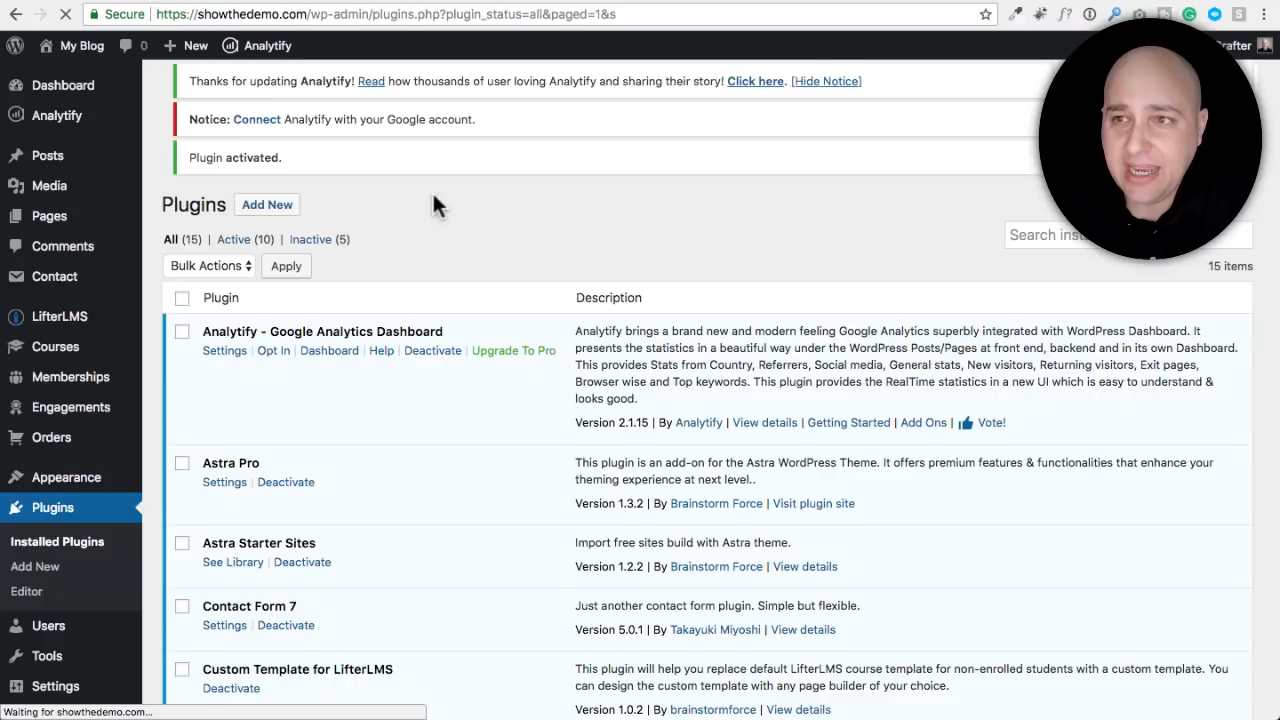 Secure | https://showthedemo.com/wp-admin/plugins.php?plugin_status=all&paged=1&s
My Blog 0 + New Analytify
rafter
Dashboard
Analytify
Posts
Media
Pages
Comments
Contact
LifterLMS
Courses
Memberships
Engagements
Orders
Appearance
Plugins
Installed Plugins
Add New
Editor
Users
Tools
Settings
Thanks for updating Analytify! Read how thousands of user loving Analytify and sharing their story! Click here. [Hide Notice]
Notice: Connect Analytify with your Google account.
Plugin activated.
Plugins Add New
All (15) | Active (10) | Inactive (5)
Search inst
Bulk Actions Apply
15 items
Plugin Description
Analytify - Google Analytics Dashboard
Settings | Opt In | Dashboard | Help | Deactivate | Upgrade To Pro
Analytify brings a brand new and modern feeling Google Analytics superbly integrated with WordPress Dashboard. It
presents the statistics in a beautiful way under the WordPress Posts/Pages at front end, backend and in its own Dashboard.
This provides Stats from Country, Referrers, Social media, General stats, New visitors, Returning visitors, Exit pages,
Browser wise and Top keywords. This plugin provides the RealTime statistics in a new UI which is easy to understand &
looks good.
Version 2.1.15 | By Analytify | View details | Getting Started | Add Ons | Vote!
Astra Pro
Settings | Deactivate
This plugin is an add-on for the Astra WordPress Theme. It offers premium features & functionalities that enhance your
theming experience at next level..
Version 1.3.2 | By Brainstorm Force | Visit plugin site
Astra Starter Sites
See Library | Deactivate
Import free sites build with Astra theme.
Version 1.2.2 | By Brainstorm Force | View details
Contact Form 7
Settings | Deactivate
Just another contact form plugin. Simple but flexible.
Version 5.0.1 | By Takayuki Miyoshi | View details
Custom Template for LifterLMS
Deactivate
This plugin will help you replace default LifterLMS course template for non-enrolled students with a custom template. You
can design the custom template with any page builder of your choice.
Version 1.0.2 | By brainstormforce | View details
Waiting for showthedemo.com...